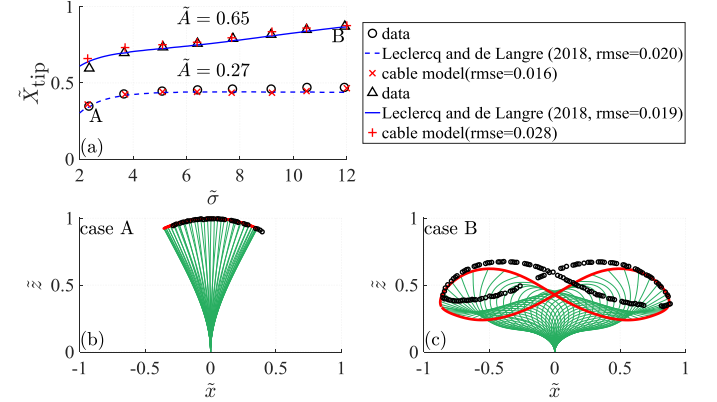 1
0.5
0
X̃tip
Ã = 0.65
Ã = 0.27
A
B
(a)
2 4 6 8 10 12
σ̃
data
Leclercq and de Langre (2018, rmse=0.020)
cable model(rmse=0.016)
data
Leclercq and de Langre (2018, rmse=0.019)
cable model(rmse=0.028)
1
0.5
0
z̃
case A
(b)
-1 -0.5 0 0.5 1
x̃
1
0.5
0
z̃
case B
(c)
-1 -0.5 0 0.5 1
x̃